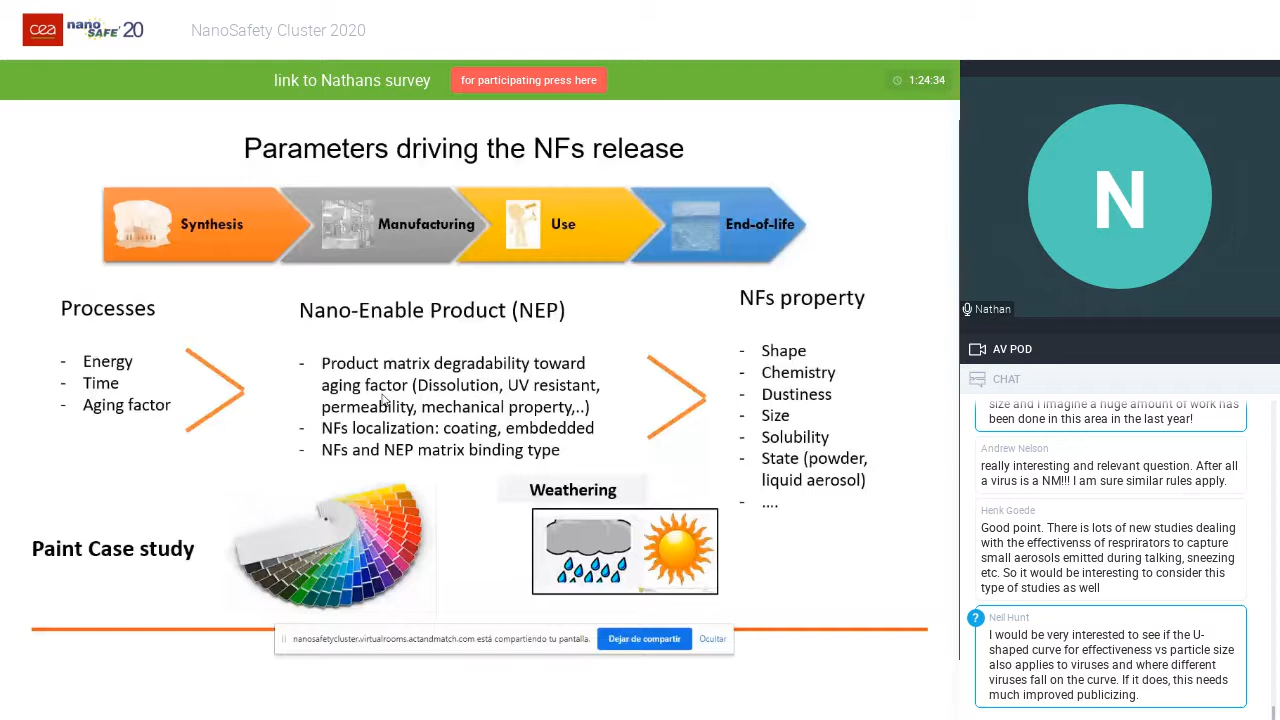 cea nano SAFE'20
NanoSafety Cluster 2020
link to Nathans survey
for participating press here
1:24:34
Parameters driving the NFs release
Synthesis
Manufacturing
Use
End-of-life
Processes
- Energy
- Time
- Aging factor
Nano-Enable Product (NEP)
- Product matrix degradability toward
aging factor (Dissolution, UV resistant,
permeability, mechanical property,..)
- NFs localization: coating, embdedded
- NFs and NEP matrix binding type
NFs property
- Shape
- Chemistry
- Dustiness
- Size
- Solubility
- State (powder,
liquid aerosol)
- ....
Weathering
Paint Case study
nanosafetycluster.virtualrooms.actandmatch.com está compartiendo tu pantalla.
Dejar de compartir
Ocultar
N
Nathan
AV POD
CHAT
size and I imagine a huge amount of work has
been done in this area in the last year!
Andrew Nelson
really interesting and relevant question. After all
a virus is a NM!!! I am sure similar rules apply.
Henk Goede
Good point. There is lots of new studies dealing
with the effectivenss of respirators to capture
small aerosols emitted during talking, sneezing
etc. So it would be interesting to consider this
type of studies as well
?
Neil Hunt
I would be very interested to see if the U-
shaped curve for effectiveness vs particle size
also applies to viruses and where different
viruses fall on the curve. If it does, this needs
much improved publicizing.